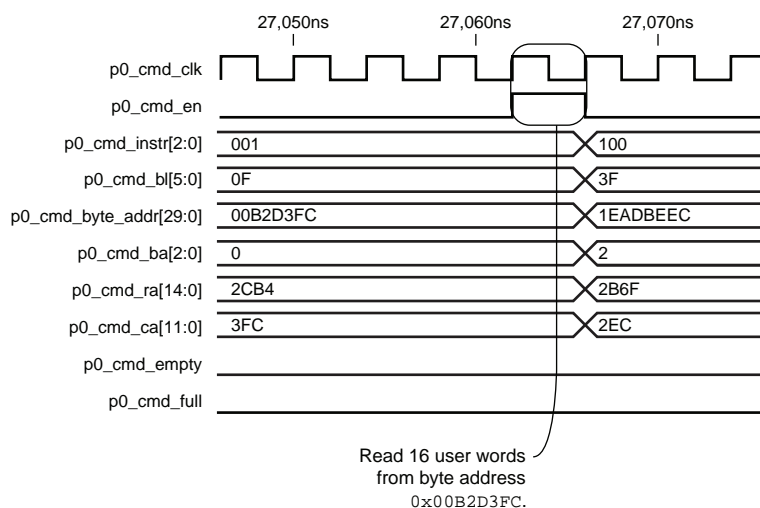 27,050ns 27,060ns 27,070ns
p0_cmd_clk
p0_cmd_en
p0_cmd_instr[2:0] 001 100
p0_cmd_bl[5:0] 0F 3F
p0_cmd_byte_addr[29:0] 00B2D3FC 1EADBEEC
p0_cmd_ba[2:0] 0 2
p0_cmd_ra[14:0] 2CB4 2B6F
p0_cmd_ca[11:0] 3FC 2EC
p0_cmd_empty
p0_cmd_full
Read 16 user words
from byte address
0x00B2D3FC.